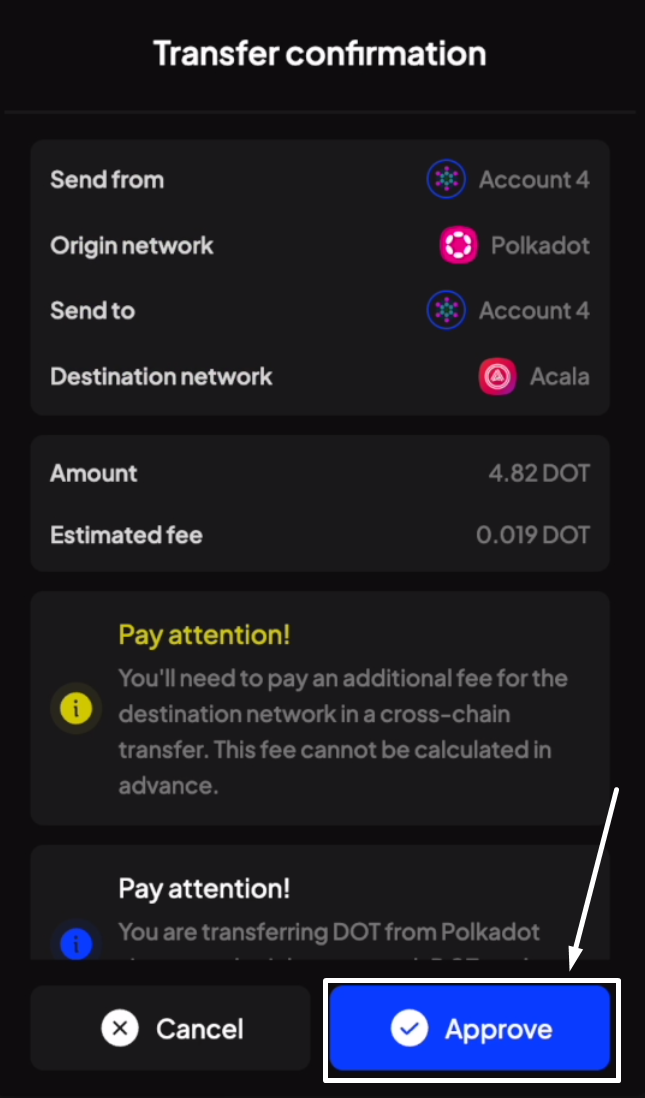 Transfer confirmation
Send from Account 4
Origin network Polkadot
Send to Account 4
Destination network Acala
Amount 4.82 DOT
Estimated fee 0.019 DOT
Pay attention!
You'll need to pay an additional fee for the
destination network in a cross-chain
transfer. This fee cannot be calculated in
advance.
Pay attention!
You are transferring DOT from Polkadot
Cancel Approve